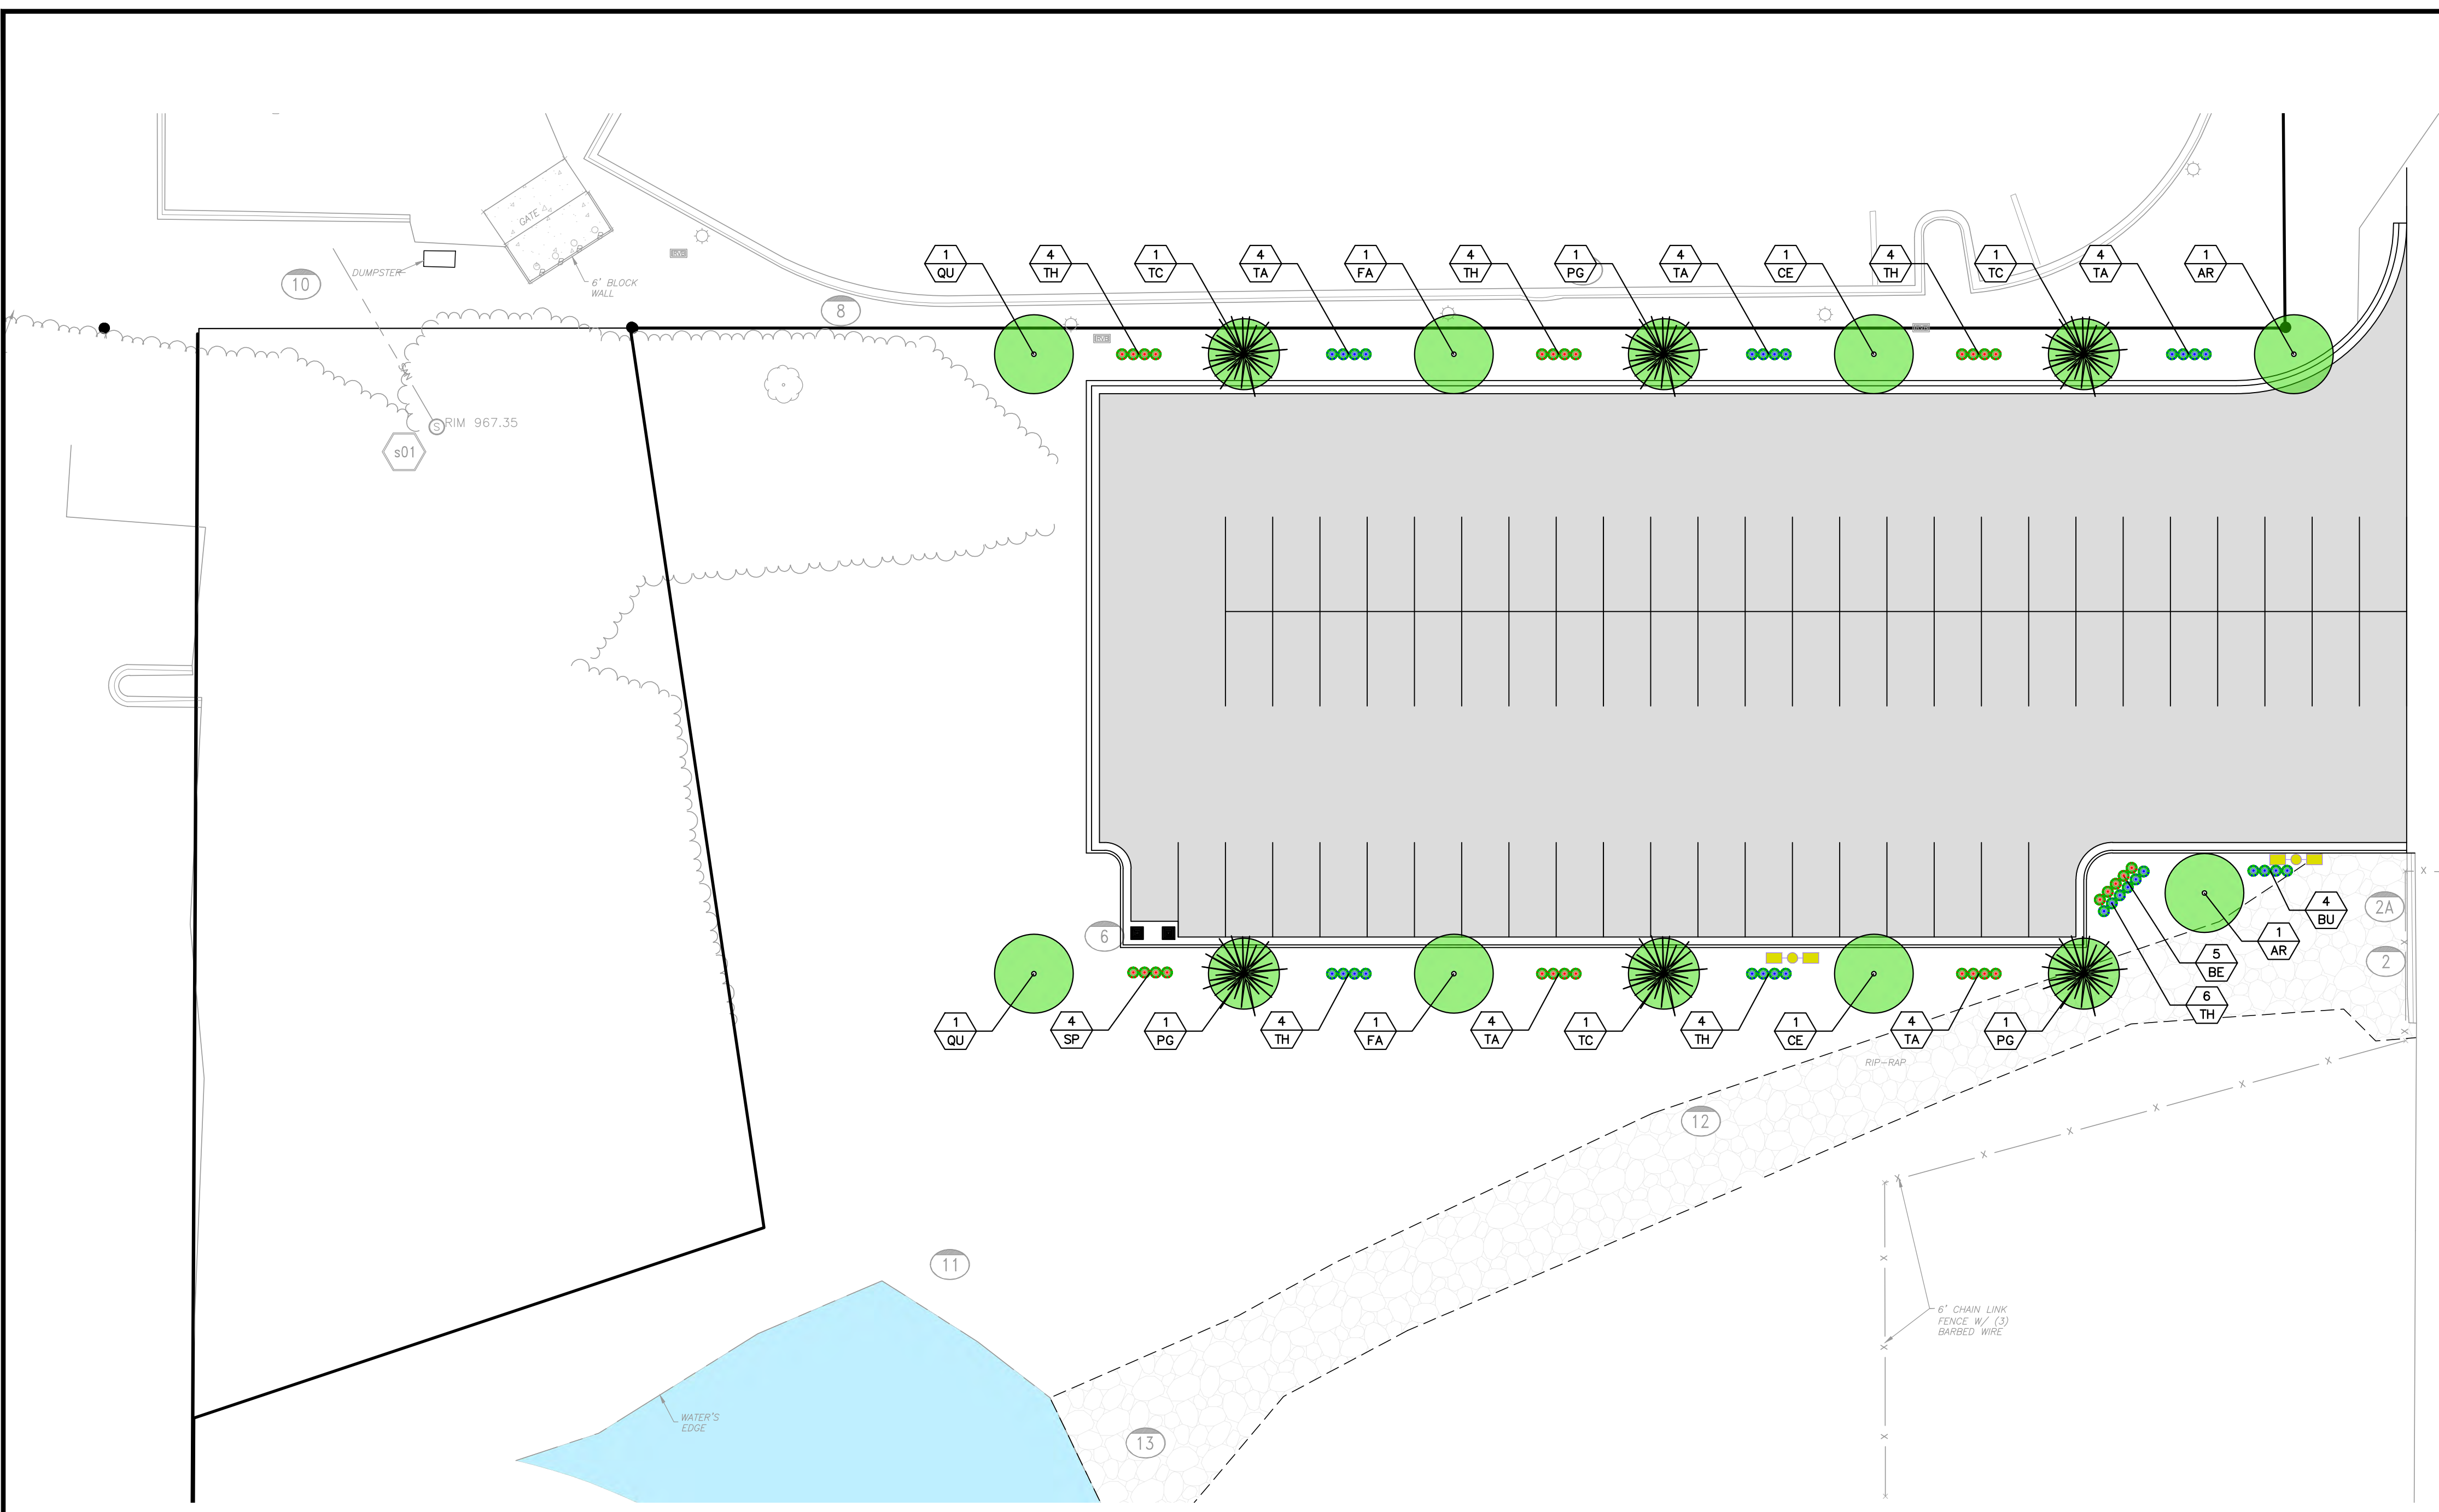 1
QU
4
TH
1
TC
4
TA
1
FA
4
TH
1
PG
4
TA
1
CE
4
TH
1
TC
4
TA
1
AR
GATE
DUMPSTER
10
6' BLOCK
WALL
8
RIM 967.35
S
s01
6
4
BU
2A
1
AR
5
BE
2
6
TH
1
QU
4
SP
1
PG
4
TH
1
FA
4
TA
1
TC
4
TH
1
CE
4
TA
1
PG
RIP-RAP
12
11
6' CHAIN LINK
FENCE W/ (3)
BARBED WIRE
WATER'S
EDGE
13